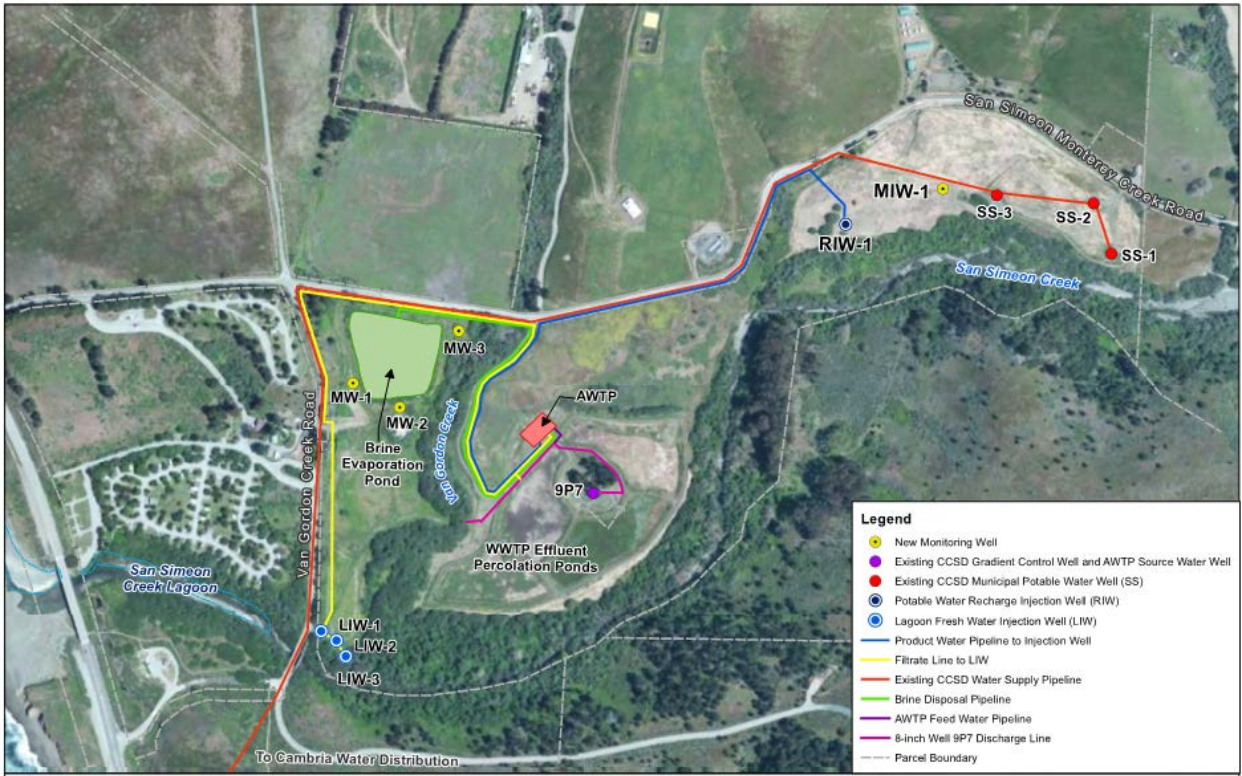 San Simeon Monterey Creek Road
MIW-1
SS-3
SS-2
SS-1
RIW-1
San Simeon Creek
MW-3
MW-1
MW-2
AWTP
Brine
Evaporation
Pond
Van Gordon Creek
Van Gordon Creek Road
9P7
WWTP Effluent
Percolation Ponds
San Simeon
Creek Lagoon
LIW-1
LIW-2
LIW-3
To Cambria Water Distribution
Legend
New Monitoring Well
Existing CCSD Gradient Control Well and AWTP Source Water Well
Existing CCSD Municipal Potable Water Well (SS)
Potable Water Recharge Injection Well (RIW)
Lagoon Fresh Water Injection Well (LIW)
Product Water Pipeline to Injection Well
Filtrate Line to LIW
Existing CCSD Water Supply Pipeline
Brine Disposal Pipeline
AWTP Feed Water Pipeline
8-inch Well 9P7 Discharge Line
Parcel Boundary